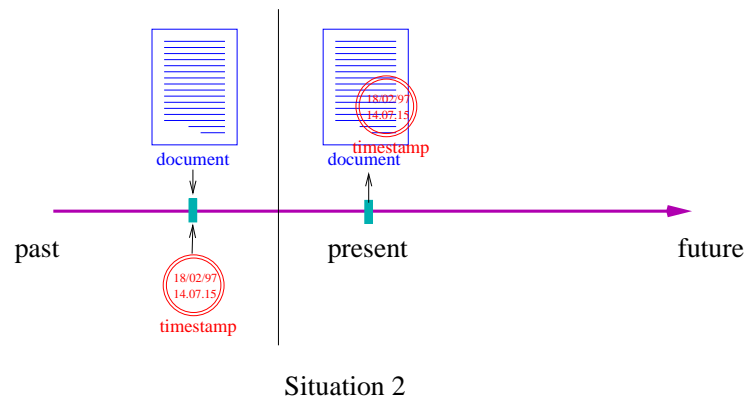 18/02/97
14.07.15
timestamp
document
document
past
present
future
18/02/97
14.07.15
timestamp
Situation 2